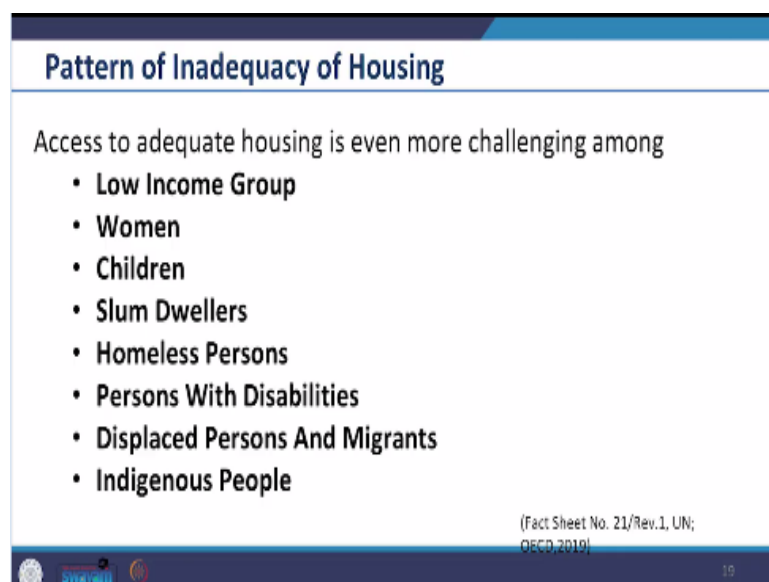 Pattern of Inadequacy of Housing
Access to adequate housing is even more challenging among
• Low Income Group
• Women
• Children
• Slum Dwellers
• Homeless Persons
• Persons With Disabilities
• Displaced Persons And Migrants
• Indigenous People
(Fact Sheet No. 21/Rev.1, UN;
OECD,2019)
swayam
19